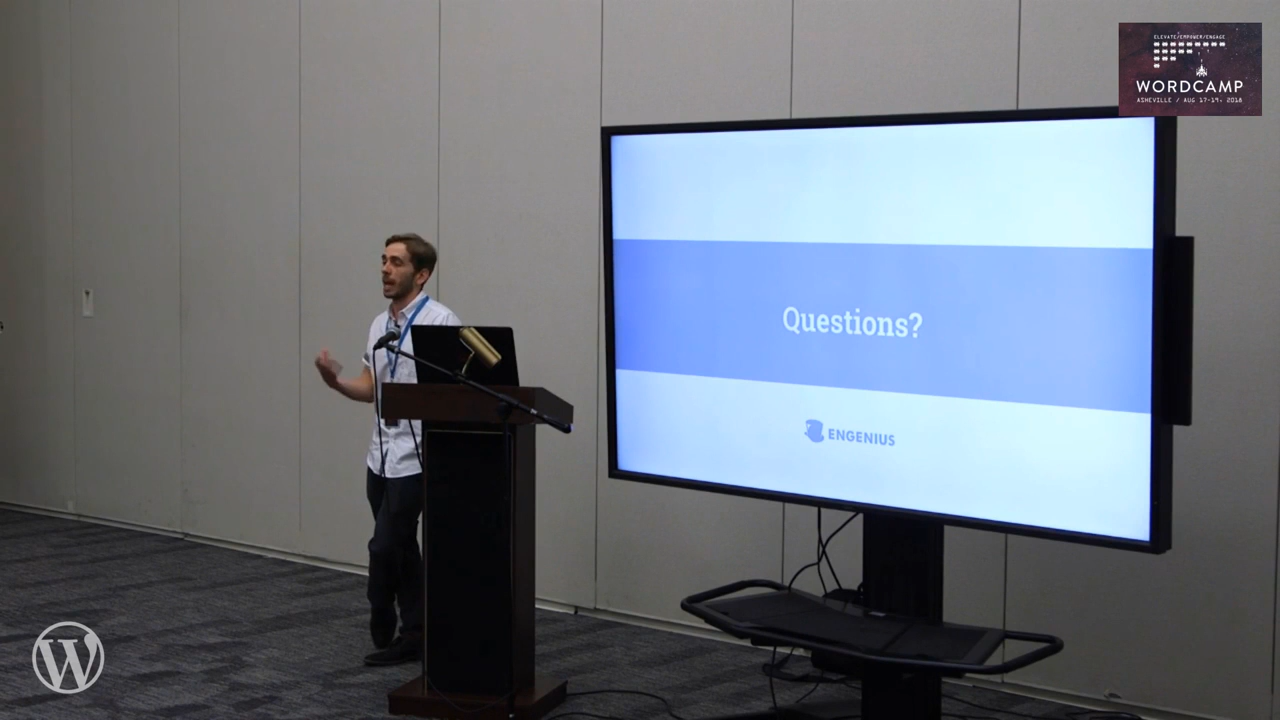 ELEVATE/EMPOWER/ENGAGE
WORDCAMP
ASHEVILLE / AUG 17-19, 2018
Questions?
ENGENIUS
W